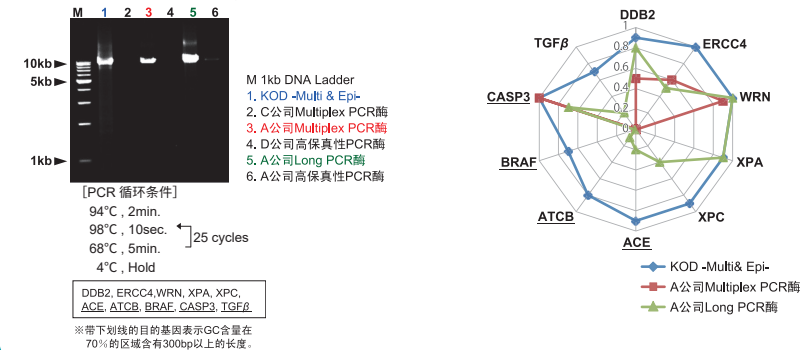 M 1 2 3 4 5 6
10kb
5kb
1kb
M 1kb DNA Ladder
1. KOD -Multi & Epi-
2. C公司Multiplex PCR酶
3. A公司Multiplex PCR酶
4. D公司高保真性PCR酶
5. A公司Long PCR酶
6. A公司高保真性PCR酶
[PCR 循环条件]
94℃ , 2min.
98℃ , 10sec.
68℃ , 5min.
25 cycles
4℃ , Hold
DDB2, ERCC4,WRN, XPA, XPC,
ACE, ATCB, BRAF, CASP3, TGFβ
※带下划线的目的基因表示GC含量在
70%的区域含有300bp以上的长度。
DDB2
ERCC4
WRN
XPA
XPC
ACE
ATCB
BRAF
CASP3
TGFβ
1
0.8
0.6
0.4
0.2
0
KOD -Multi& Epi-
A公司Multiplex PCR酶
A公司Long PCR酶